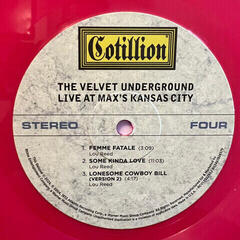 Cotillion
THE VELVET UNDERGROUND
LIVE AT MAX'S KANSAS CITY
STEREO FOUR
1. FEMME FATALE (3:09)
Lou Reed
2. SOME KINDA LOVE (11:03)
Lou Reed
3. LONESOME COWBOY BILL
(VERSION 2) (4:17)
Lou Reed